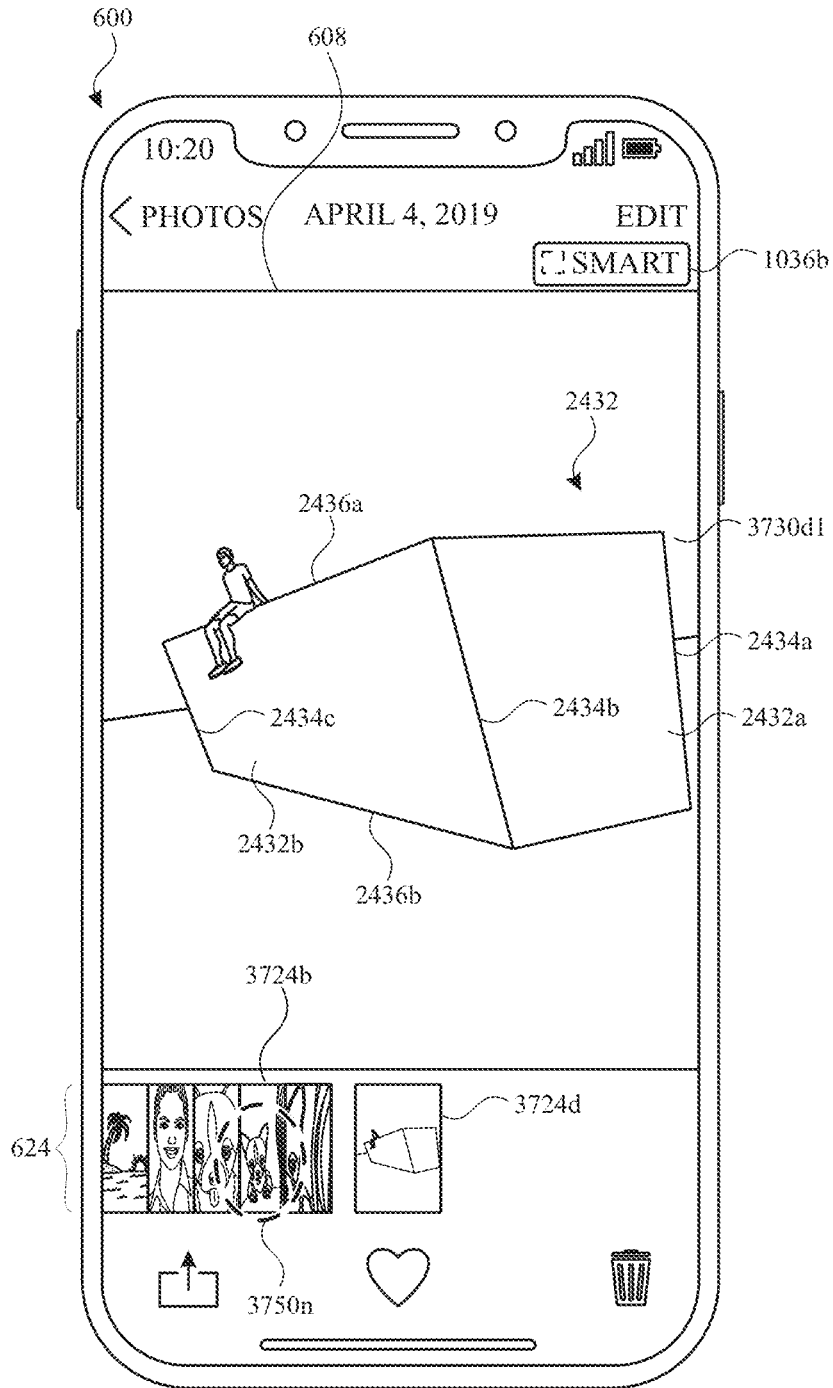 600
608
10:20
PHOTOS APRIL 4, 2019 EDIT
SMART 1036b
2432
2436a
3730d1
2434a
2434c 2434b 2432a
2432b
2436b
3724b
3724d
624
3750n